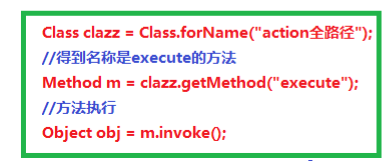 Class clazz = Class.forName("action全路径");
//得到名称是execute的方法
Method m = clazz.getMethod("execute");
//方法执行
Object obj = m.invoke();